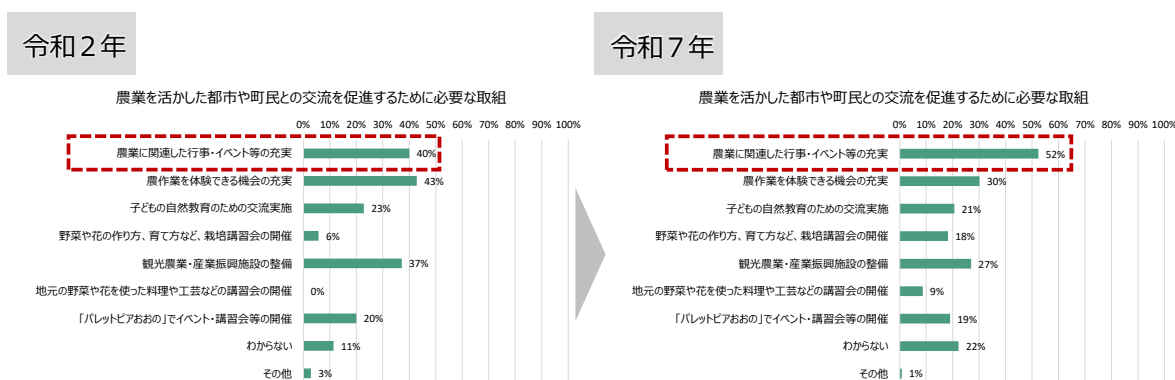 令和２年
農業を活かした都市や町民との交流を促進するために必要な取組
0% 10% 20% 30% 40% 50% 60% 70% 80% 90% 100%
農業に関連した行事・イベント等の充実 40%
農作業を体験できる機会の充実 43%
子どもの自然教育のための交流実施 23%
野菜や花の作り方、育て方など、栽培講習会の開催 6%
観光農業・産業振興施設の整備 37%
地元の野菜や花を使った料理や工芸などの講習会の開催 0%
「パレットピアおおの」でイベント・講習会等の開催 20%
わからない 11%
その他 3%
令和７年
農業を活かした都市や町民との交流を促進するために必要な取組
0% 10% 20% 30% 40% 50% 60% 70% 80% 90% 100%
農業に関連した行事・イベント等の充実 52%
農作業を体験できる機会の充実 30%
子どもの自然教育のための交流実施 21%
野菜や花の作り方、育て方など、栽培講習会の開催 18%
観光農業・産業振興施設の整備 27%
地元の野菜や花を使った料理や工芸などの講習会の開催 9%
「パレットピアおおの」でイベント・講習会等の開催 19%
わからない 22%
その他 1%